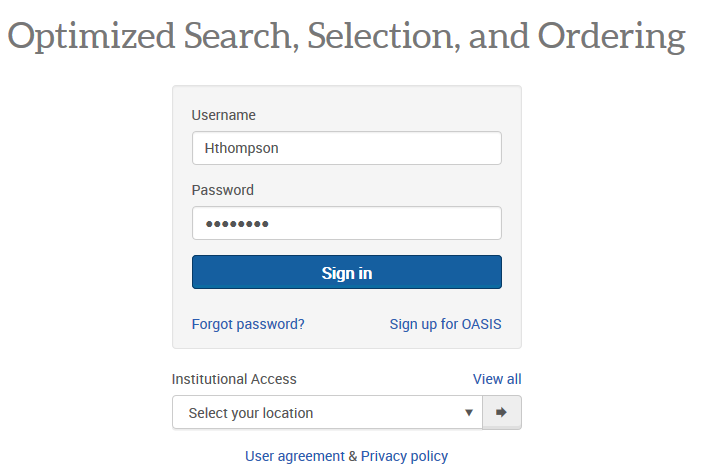 Optimized Search, Selection, and Ordering
Username
Hthompson
Password
••••••••
Sign in
Forgot password? Sign up for OASIS
Institutional Access View all
Select your location
User agreement & Privacy policy